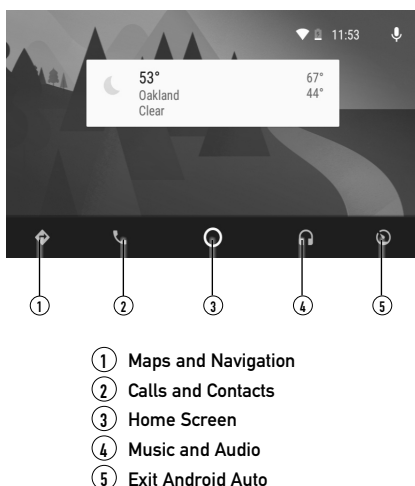 11:53
53° 67°
Oakland 44°
Clear
1 2 3 4 5
1 Maps and Navigation
2 Calls and Contacts
3 Home Screen
4 Music and Audio
5 Exit Android Auto